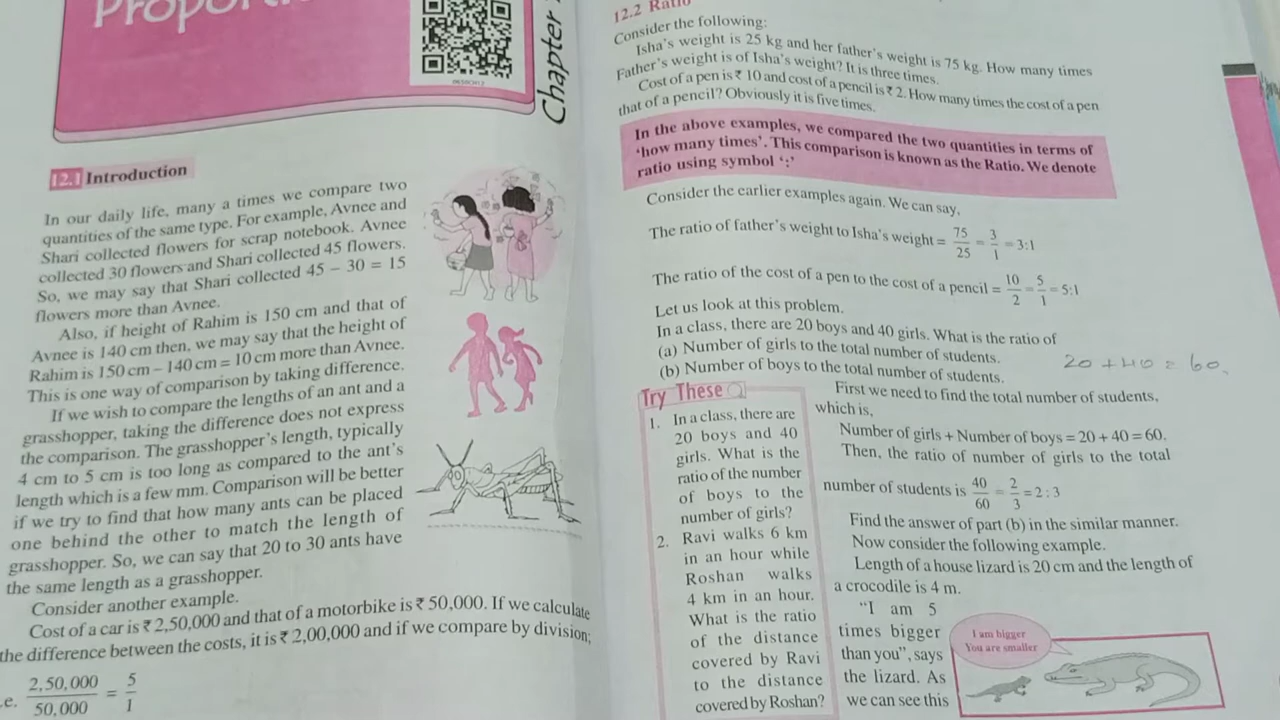 Chapter
12.1 Introduction
In our daily life, many a times we compare two
quantities of the same type. For example, Avnee and
Shari collected flowers for scrap notebook. Avnee
collected 30 flowers and Shari collected 45 flowers.
So, we may say that Shari collected 45 – 30 = 15
flowers more than Avnee.
Also, if height of Rahim is 150 cm and that of
Avnee is 140 cm then, we may say that the height of
Rahim is 150 cm – 140 cm = 10 cm more than Avnee.
This is one way of comparison by taking difference.
If we wish to compare the lengths of an ant and a
grasshopper, taking the difference does not express
the comparison. The grasshopper's length, typically
4 cm to 5 cm is too long as compared to the ant's
length which is a few mm. Comparison will be better
if we try to find that how many ants can be placed
one behind the other to match the length of
grasshopper. So, we can say that 20 to 30 ants have
the same length as a grasshopper.
Consider another example.
Cost of a car is ₹ 2,50,000 and that of a motorbike is ₹ 50,000. If we calculate
the difference between the costs, it is ₹ 2,00,000 and if we compare by division;
.e. 2,50,000/50,000 = 5/1
12.2 Ratio
Consider the following:
Isha's weight is 25 kg and her father's weight is 75 kg. How many times
Father's weight is of Isha's weight? It is three times.
Cost of a pen is ₹ 10 and cost of a pencil is ₹ 2. How many times the cost of a pen
that of a pencil? Obviously it is five times.
In the above examples, we compared the two quantities in terms of
'how many times'. This comparison is known as the Ratio. We denote
ratio using symbol ':'
Consider the earlier examples again. We can say,
The ratio of father's weight to Isha's weight = 75/25 = 3/1 = 3:1
The ratio of the cost of a pen to the cost of a pencil = 10/2 = 5/1 = 5:1
Let us look at this problem.
In a class, there are 20 boys and 40 girls. What is the ratio of
(a) Number of girls to the total number of students.
(b) Number of boys to the total number of students.
20 + 40 = 60.
Try These
1. In a class, there are
20 boys and 40
girls. What is the
ratio of the number
of boys to the
number of girls?
2. Ravi walks 6 km
in an hour while
Roshan walks
4 km in an hour.
What is the ratio
of the distance
covered by Ravi
to the distance
covered by Roshan?
First we need to find the total number of students,
which is,
Number of girls + Number of boys = 20 + 40 = 60.
Then, the ratio of number of girls to the total
number of students is 40/60 = 2/3 = 2 : 3
Find the answer of part (b) in the similar manner.
Now consider the following example.
Length of a house lizard is 20 cm and the length of
a crocodile is 4 m.
"I am 5
times bigger
than you", says
the lizard. As
we can see this
I am bigger
You are smaller